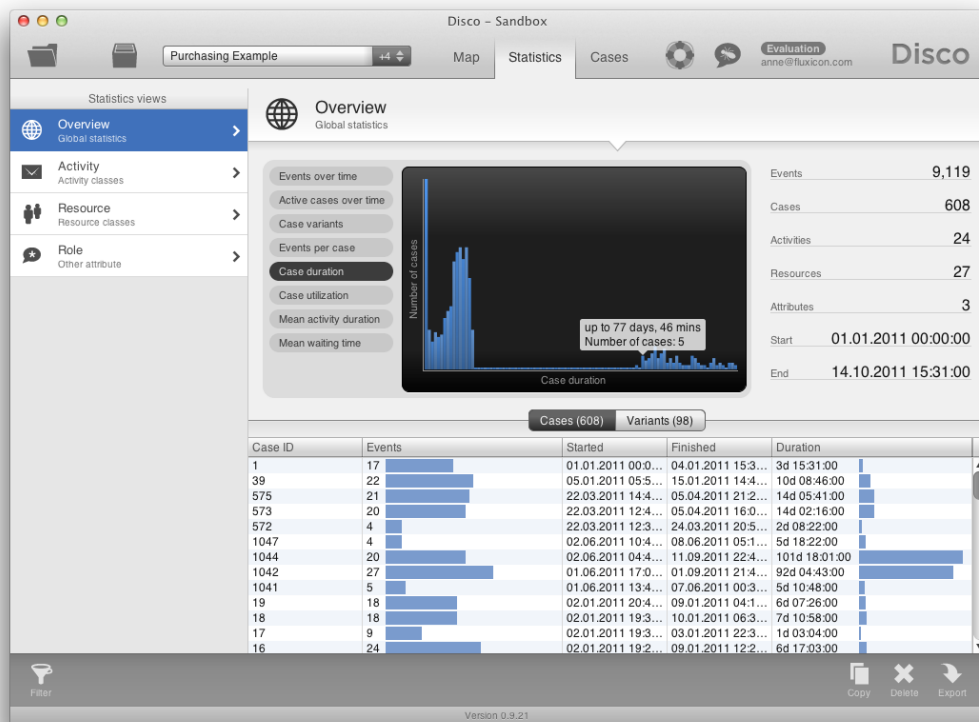 Disco – Sandbox
Purchasing Example
+4
Map
Statistics
Cases
Evaluation
anne@fluxicon.com
Disco
Statistics views
Overview
Global statistics
Activity
Activity classes
Resource
Resource classes
Role
Other attribute
Overview
Global statistics
Events over time
Active cases over time
Case variants
Events per case
Case duration
Case utilization
Mean activity duration
Mean waiting time
Number of cases
up to 77 days, 46 mins
Number of cases: 5
Case duration
Events 9,119
Cases 608
Activities 24
Resources 27
Attributes 3
Start 01.01.2011 00:00:00
End 14.10.2011 15:31:00
Cases (608) Variants (98)
Case ID Events Started Finished Duration
1 17 01.01.2011 00:0... 04.01.2011 15:3... 3d 15:31:00
39 22 05.01.2011 05:5... 15.01.2011 14:4... 10d 08:46:00
575 21 22.03.2011 14:4... 05.04.2011 21:2... 14d 05:41:00
573 20 22.03.2011 12:4... 05.04.2011 16:0... 14d 02:16:00
572 4 22.03.2011 12:3... 24.03.2011 20:5... 2d 08:22:00
1047 4 02.06.2011 10:4... 08.06.2011 05:1... 5d 18:22:00
1044 20 02.06.2011 04:4... 11.09.2011 22:4... 101d 18:01:00
1042 27 01.06.2011 17:0... 01.09.2011 21:4... 92d 04:43:00
1041 5 01.06.2011 13:4... 07.06.2011 00:3... 5d 10:48:00
19 18 02.01.2011 20:4... 09.01.2011 04:1... 6d 07:26:00
18 18 02.01.2011 19:3... 10.01.2011 06:3... 7d 10:58:00
17 9 02.01.2011 19:3... 03.01.2011 22:3... 1d 03:04:00
16 24 02.01.2011 19:2... 09.01.2011 12:2... 6d 17:03:00
Filter
Copy
Delete
Export
Version 0.9.21